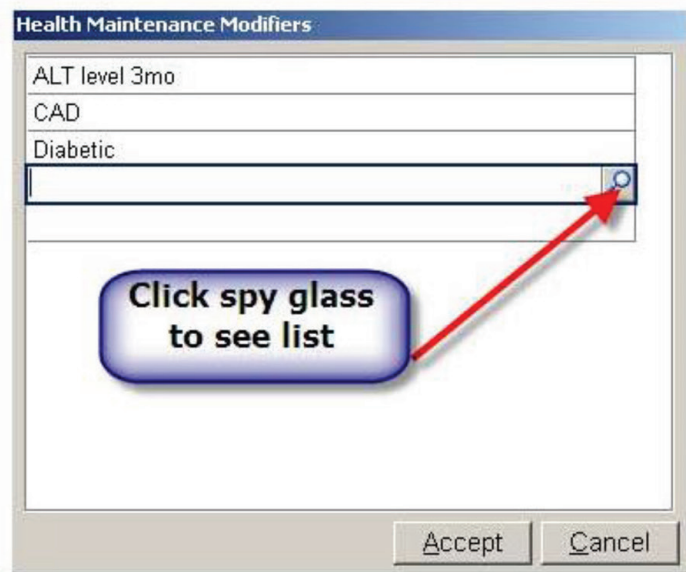 Health Maintenance Modifiers
ALT level 3mo
CAD
Diabetic
Click spy glass
to see list
Accept
Cancel